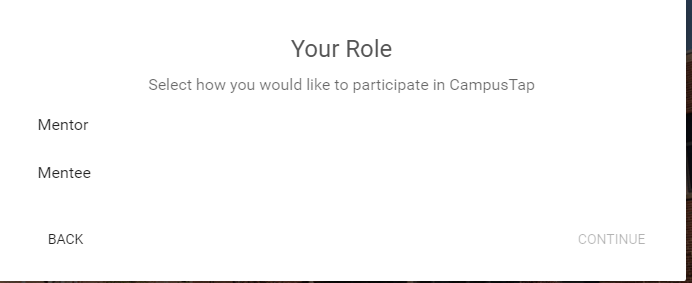 Your Role
Select how you would like to participate in CampusTap
Mentor
Mentee
BACK
CONTINUE